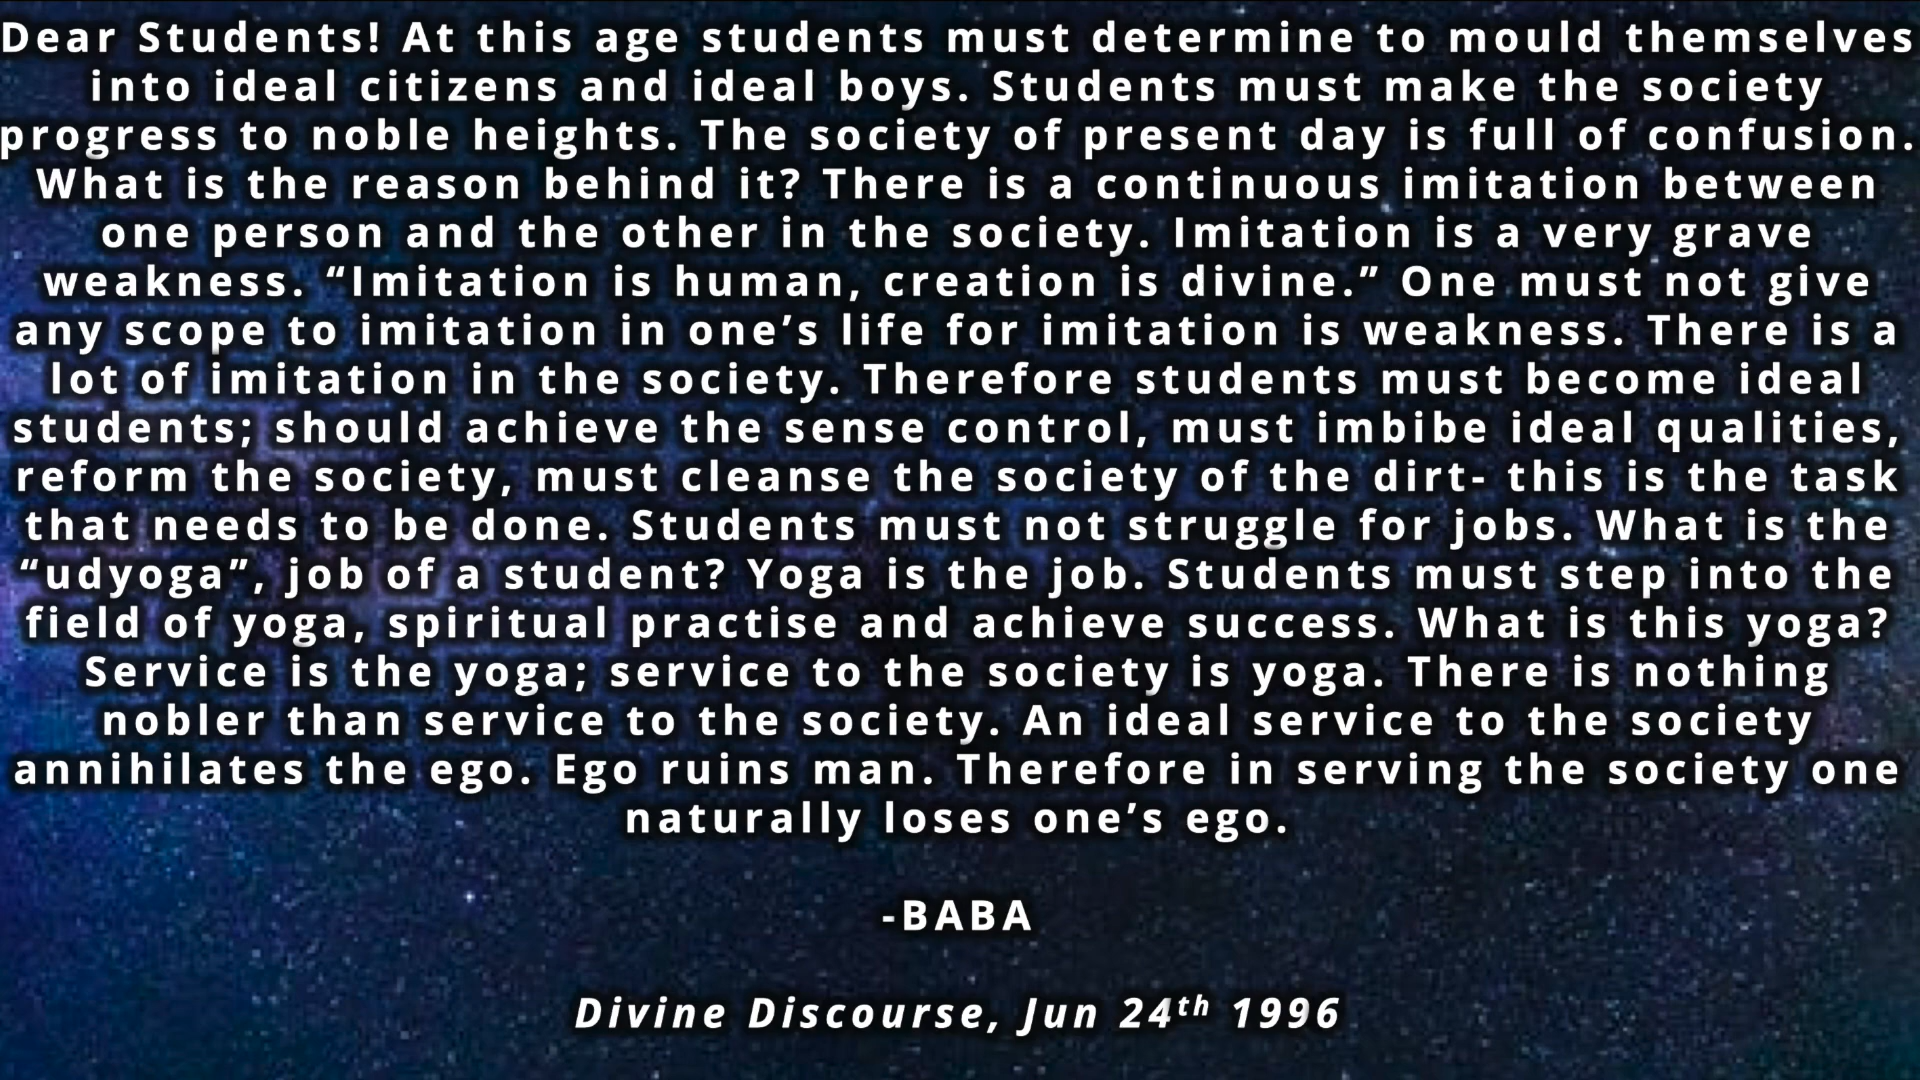 Dear Students! At this age students must determine to mould themselves
into ideal citizens and ideal boys. Students must make the society
progress to noble heights. The society of present day is full of confusion.
What is the reason behind it? There is a continuous imitation between
one person and the other in the society. Imitation is a very grave
weakness. “Imitation is human, creation is divine.” One must not give
any scope to imitation in one’s life for imitation is weakness. There is a
lot of imitation in the society. Therefore students must become ideal
students; should achieve the sense control, must imbibe ideal qualities,
reform the society, must cleanse the society of the dirt- this is the task
that needs to be done. Students must not struggle for jobs. What is the
“udyoga”, job of a student? Yoga is the job. Students must step into the
field of yoga, spiritual practise and achieve success. What is this yoga?
Service is the yoga; service to the society is yoga. There is nothing
nobler than service to the society. An ideal service to the society
annihilates the ego. Ego ruins man. Therefore in serving the society one
naturally loses one’s ego.
-BABA
Divine Discourse, Jun 24th 1996